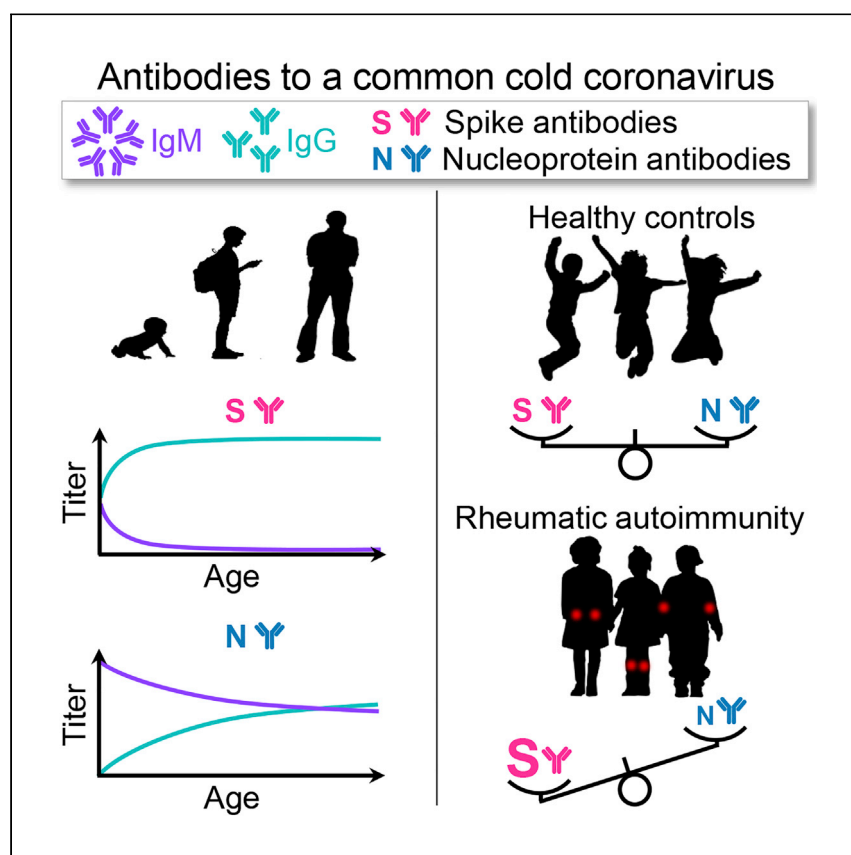 Antibodies to a common cold coronavirus
IgM IgG S Spike antibodies
N Nucleoprotein antibodies
S
Titer
Age
N
Titer
Age
Healthy controls
S N
Rheumatic autoimmunity
S N